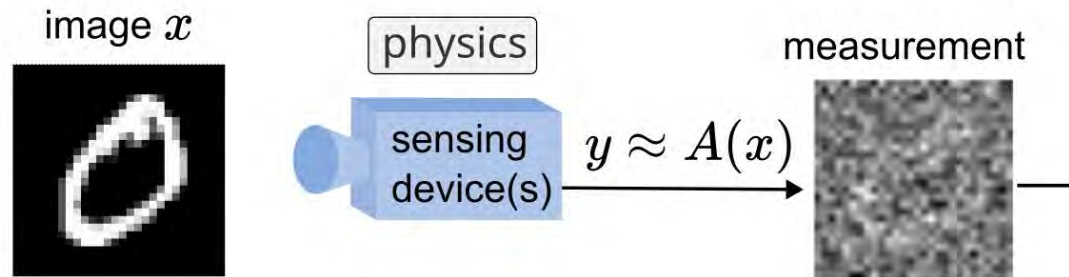 image x
physics
sensing
device(s)
y ≈ A(x)
measurement